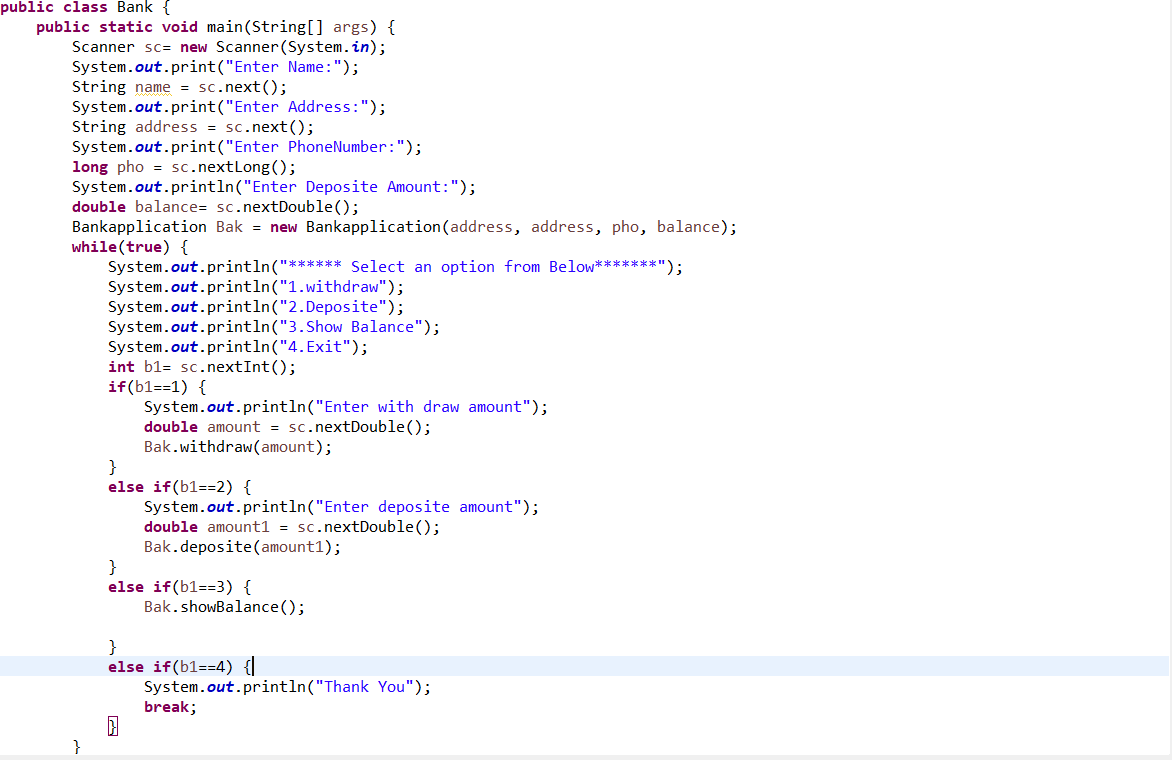 public class Bank {
    public static void main(String[] args) {
        Scanner sc= new Scanner(System.in);
        System.out.print("Enter Name:");
        String name = sc.next();
        System.out.print("Enter Address:");
        String address = sc.next();
        System.out.print("Enter PhoneNumber:");
        long pho = sc.nextLong();
        System.out.println("Enter Deposite Amount:");
        double balance= sc.nextDouble();
        Bankapplication Bak = new Bankapplication(address, address, pho, balance);
        while(true) {
            System.out.println("****** Select an option from Below*******");
            System.out.println("1.withdraw");
            System.out.println("2.Deposite");
            System.out.println("3.Show Balance");
            System.out.println("4.Exit");
            int b1= sc.nextInt();
            if(b1==1) {
                System.out.println("Enter with draw amount");
                double amount = sc.nextDouble();
                Bak.withdraw(amount);
            }
            else if(b1==2) {
                System.out.println("Enter deposite amount");
                double amount1 = sc.nextDouble();
                Bak.deposite(amount1);
            }
            else if(b1==3) {
                Bak.showBalance();

            }
            else if(b1==4) {
                System.out.println("Thank You");
                break;
            }
        }